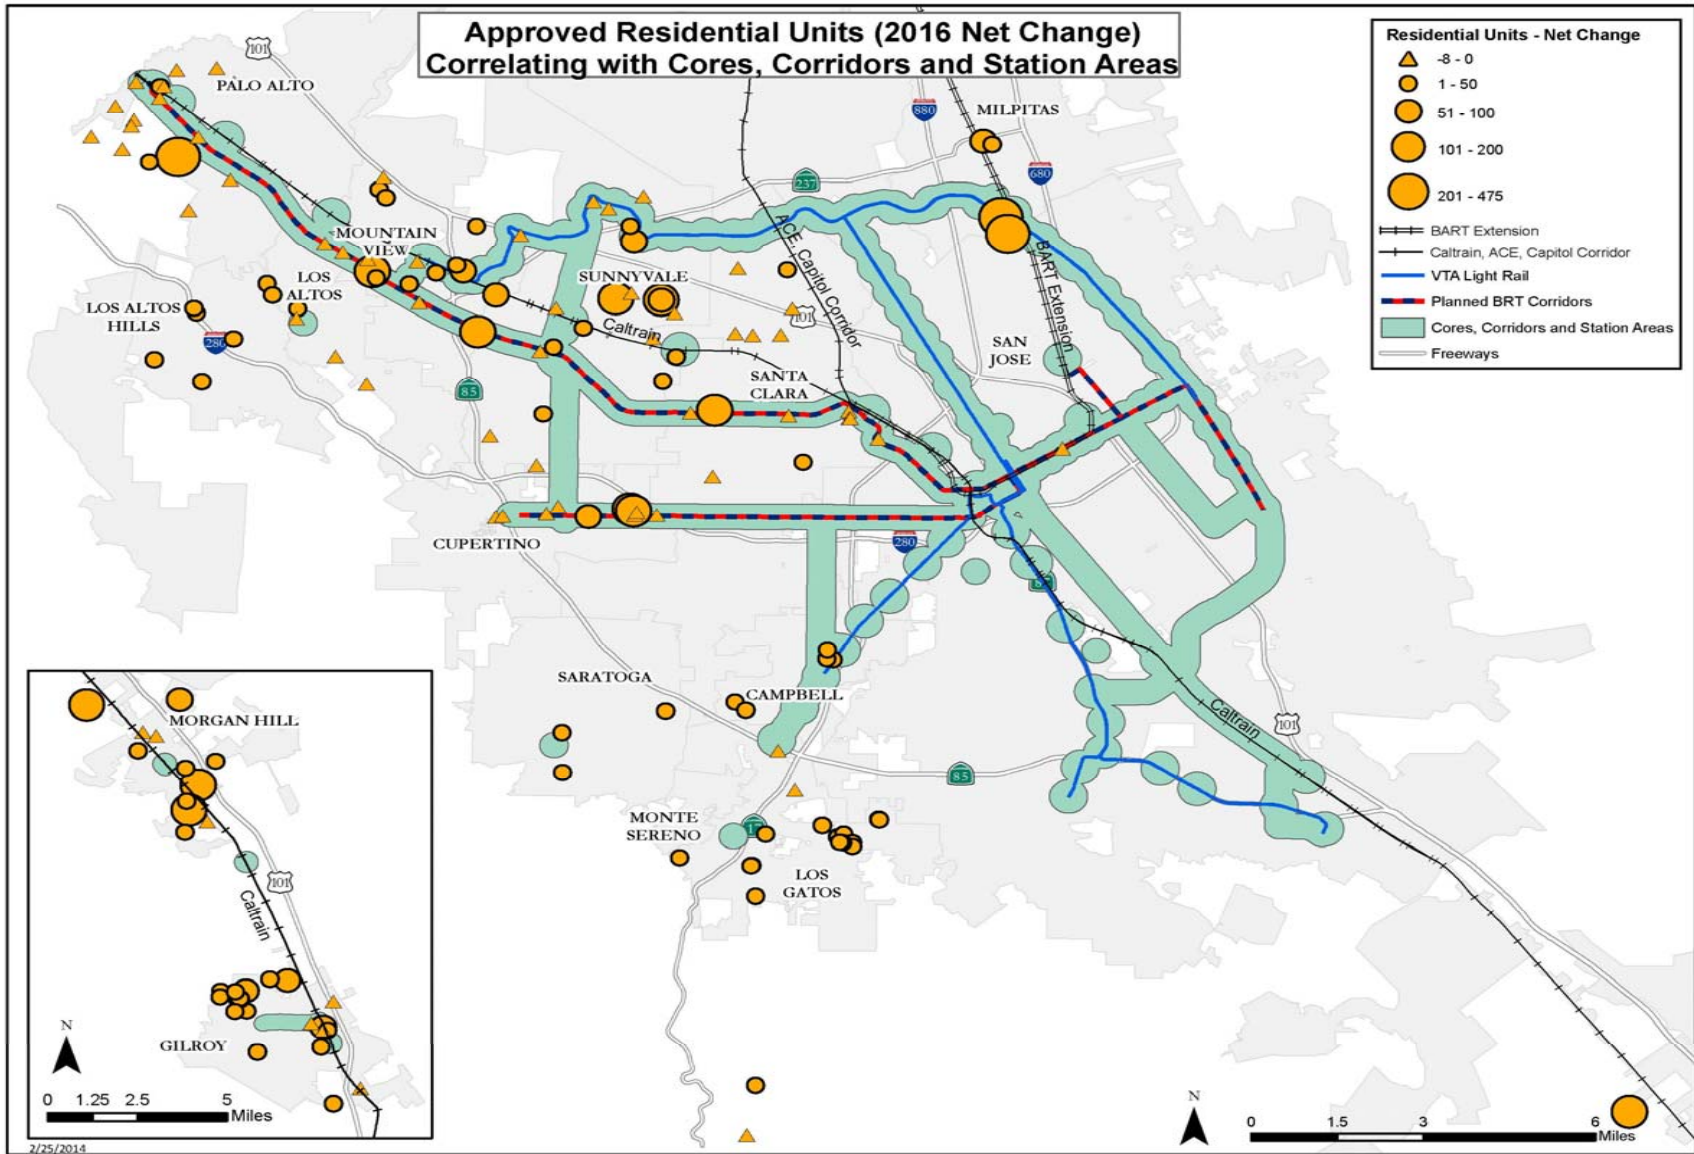 Approved Residential Units (2016 Net Change)
Correlating with Cores, Corridors and Station Areas
Residential Units - Net Change
-8 - 0
1 - 50
51 - 100
101 - 200
201 - 475
BART Extension
Caltrain, ACE, Capitol Corridor
VTA Light Rail
Planned BRT Corridors
Cores, Corridors and Station Areas
Freeways
101
PALO ALTO
880
MILPITAS
680
237
MOUNTAIN
VIEW
ACE, Capitol Corridor
BART Extension
SUNNYVALE
LOS
ALTOS
LOS ALTOS
HILLS
280
101
Caltrain
SAN
JOSE
SANTA
CLARA
85
CUPERTINO
280
SARATOGA
CAMPBELL
Caltrain
101
85
MONTE
SERENO
17
LOS
GATOS
MORGAN HILL
101
Caltrain
GILROY
N
0 1.25 2.5 5
Miles
N
0 1.5 3 6
Miles
2/25/2014